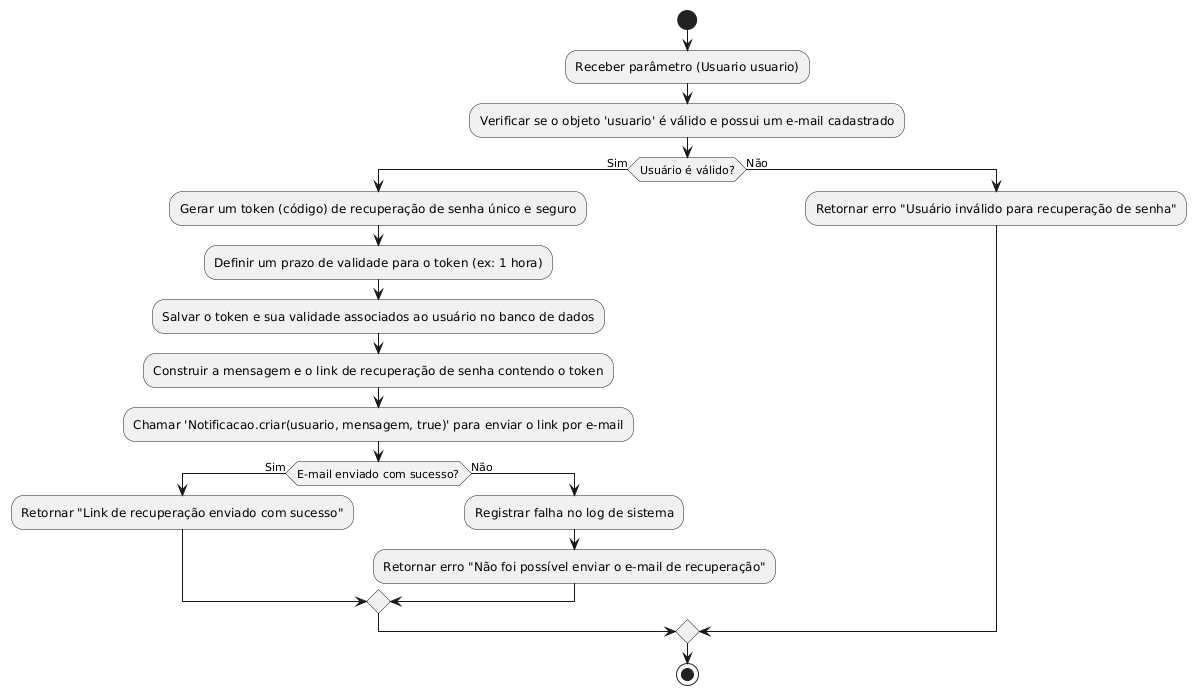 Receber parâmetro (Usuario usuario)
Verificar se o objeto 'usuario' é válido e possui um e-mail cadastrado
Sim
Usuário é válido?
Não
Gerar um token (código) de recuperação de senha único e seguro
Retornar erro "Usuário inválido para recuperação de senha"
Definir um prazo de validade para o token (ex: 1 hora)
Salvar o token e sua validade associados ao usuário no banco de dados
Construir a mensagem e o link de recuperação de senha contendo o token
Chamar 'Notificacao.criar(usuario, mensagem, true)' para enviar o link por e-mail
Sim
E-mail enviado com sucesso?
Não
Retornar "Link de recuperação enviado com sucesso"
Registrar falha no log de sistema
Retornar erro "Não foi possível enviar o e-mail de recuperação"